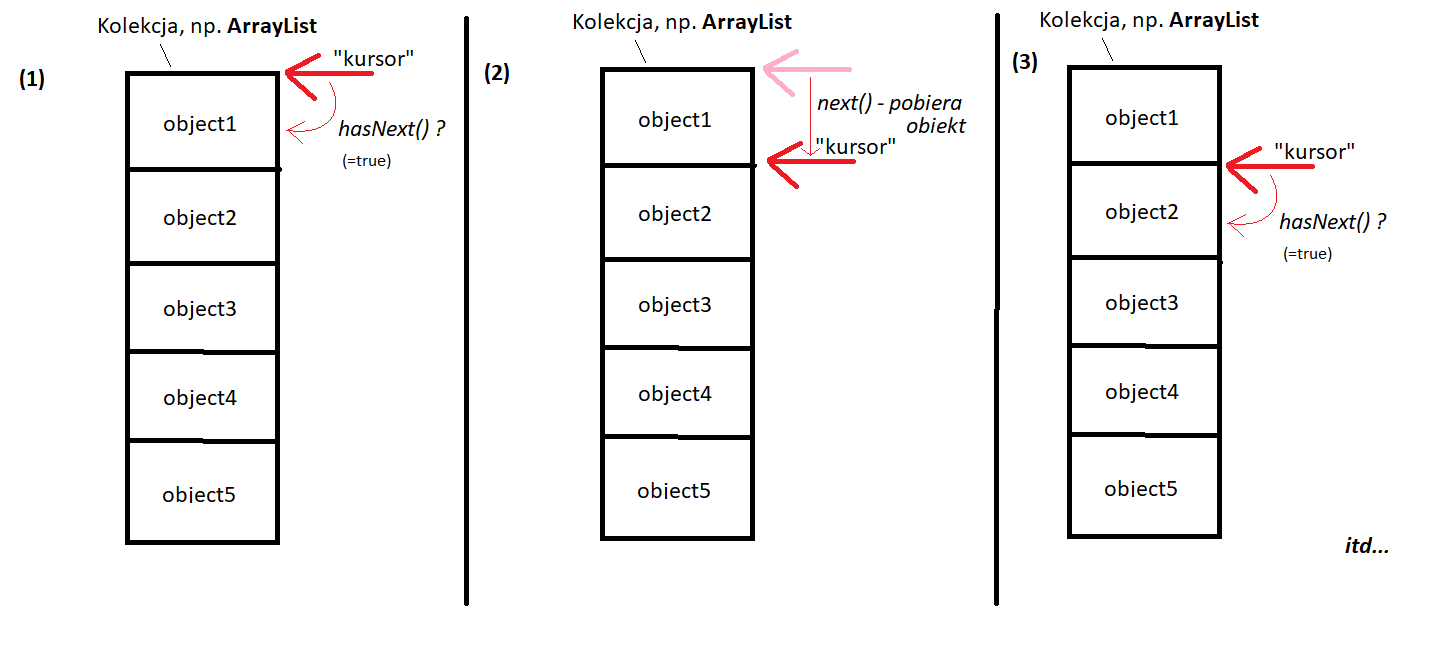 Kolekcja, np. ArrayList
(1)
"kursor"
object1
hasNext() ?
(=true)
object2
object3
object4
object5
Kolekcja, np. ArrayList
(2)
object1
next() - pobiera
obiekt
"kursor"
object2
object3
object4
object5
Kolekcja, np. ArrayList
(3)
object1
"kursor"
object2
hasNext() ?
(=true)
object3
object4
object5
itd...